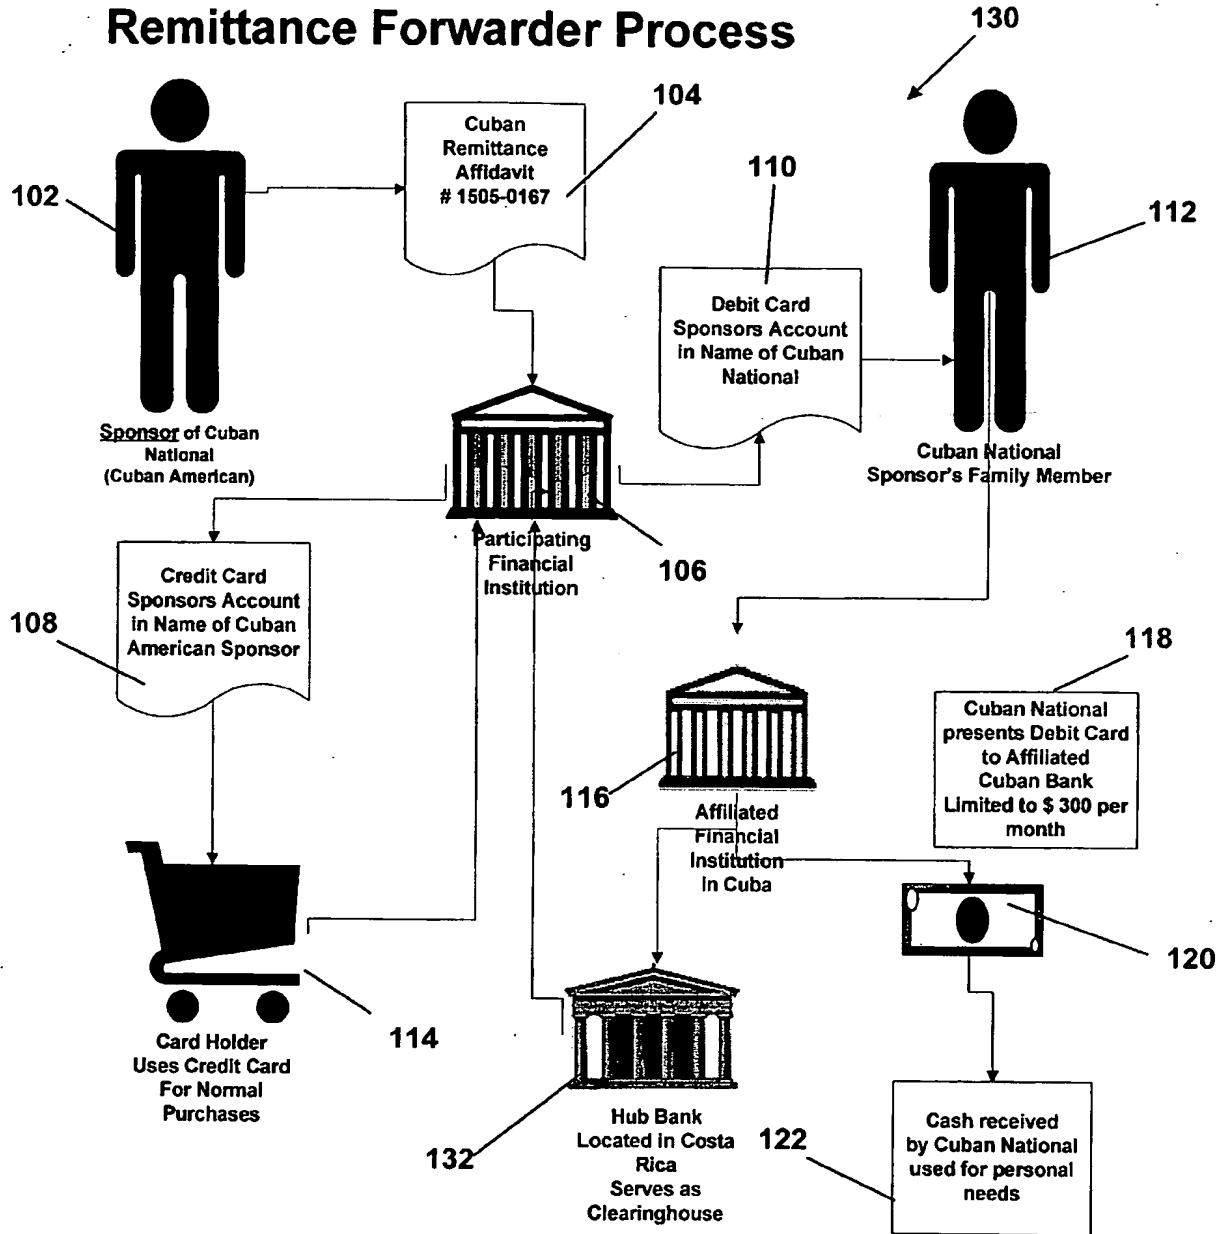 Remittance Forwarder Process
130
104
Cuban
Remittance
Affidavit
# 1505-0167
102
110
112
Debit Card
Sponsors Account
in Name of Cuban
National
Sponsor of Cuban
National
(Cuban American)
Cuban National
Sponsor's Family Member
Participating
Financial
Institution
106
Credit Card
Sponsors Account
in Name of Cuban
American Sponsor
108
118
Cuban National
presents Debit Card
to Affiliated
Cuban Bank
Limited to $ 300 per
month
116
Affiliated
Financial
Institution
In Cuba
120
114
Card Holder
Uses Credit Card
For Normal
Purchases
132
Hub Bank
Located in Costa
Rica
Serves as
Clearinghouse
122
Cash received
by Cuban National
used for personal
needs